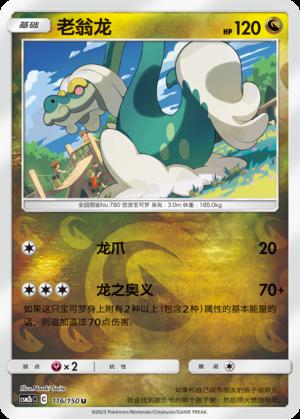 基础 老翁龙 HP 120
全国图鉴No.780 悠游宝可梦 身高：3.0m 体重：185.0kg
龙爪 20
龙之奥义 70+
如果这只宝可梦身上附有2种以上(包含2种)属性的基本能量的
话，则追加造成70点伤害。
弱点 ×2 抗性 撤退
Illus. Naoki Saito
CSM2b C C 116/150 U
©2023 Pokémon/Nintendo/Creatures/GAME FREAK.